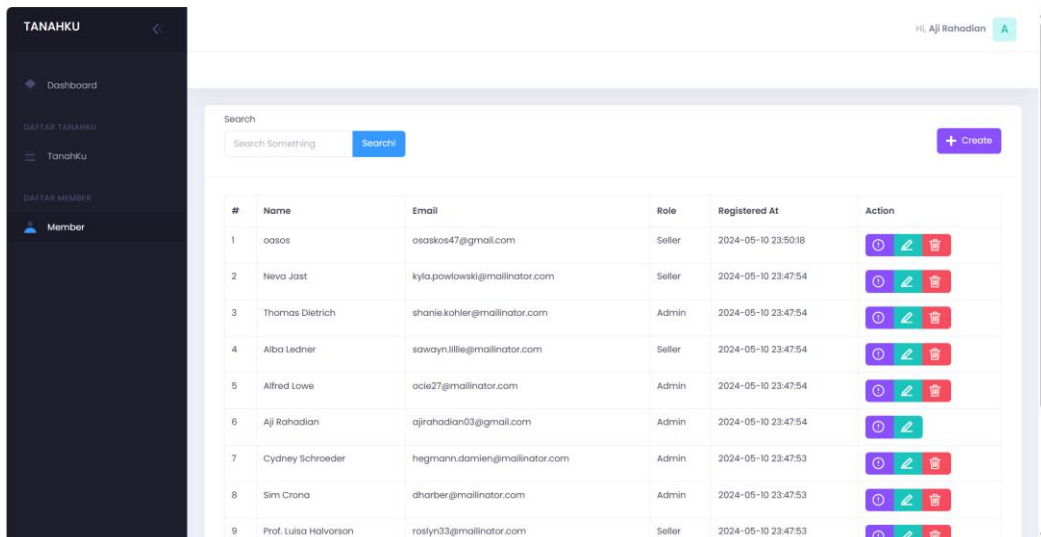 TANAHKU
Hi, Aji Rahadian A
Dashboard
DAFTAR TANAHKU
TanahKu
DAFTAR MEMBER
Member
Search
Search Something Search!
+ Create
# Name Email Role Registered At Action
1 oasos osaskos47@gmail.com Seller 2024-05-10 23:50:18
2 Neva Jast kyla.powlowski@mailinator.com Seller 2024-05-10 23:47:54
3 Thomas Dietrich shanie.kohler@mailinator.com Admin 2024-05-10 23:47:54
4 Alba Ledner sawayn.lillie@mailinator.com Seller 2024-05-10 23:47:54
5 Alfred Lowe ocie27@mailinator.com Admin 2024-05-10 23:47:54
6 Aji Rahadian ajirahadian03@gmail.com Admin 2024-05-10 23:47:54
7 Cydney Schroeder hegmann.damien@mailinator.com Admin 2024-05-10 23:47:53
8 Sim Crona dharber@mailinator.com Admin 2024-05-10 23:47:53
9 Prof. Luisa Halvorson roslyn33@mailinator.com Seller 2024-05-10 23:47:53